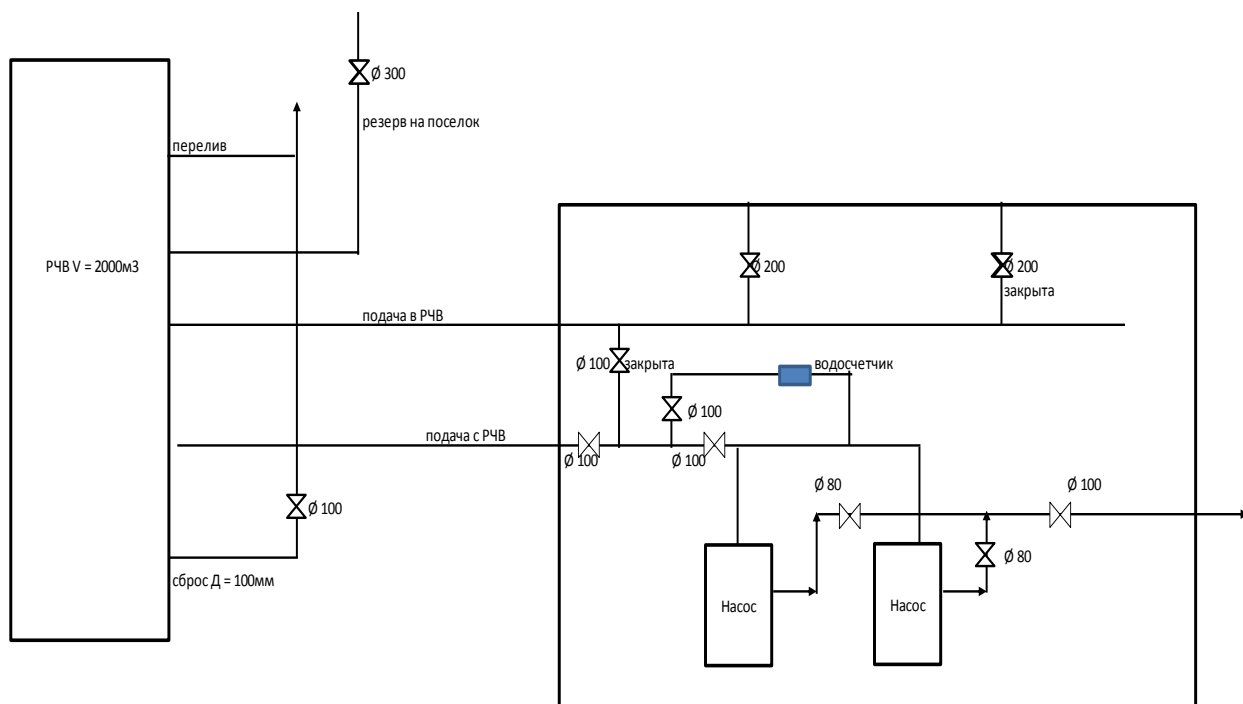 Ø 300
резерв на поселок
перелив
РЧВ V = 2000м3
Ø 200
Ø 200
закрыта
подача в РЧВ
Ø 100
закрыта
водосчетчик
Ø 100
подача с РЧВ
Ø 100
Ø 100
Ø 80
Ø 100
Ø 100
Ø 80
сброс Д = 100мм
Насос
Насос